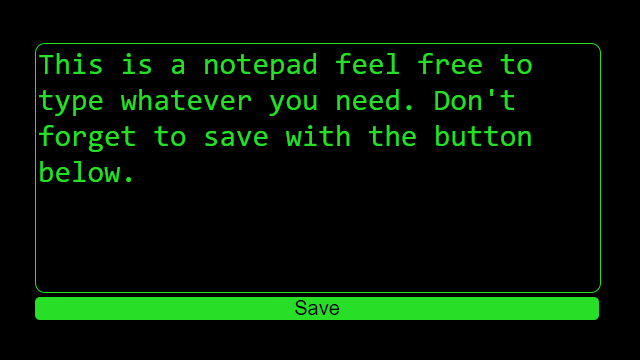 This is a notepad feel free to
type whatever you need. Don't
forget to save with the button
below.
Save